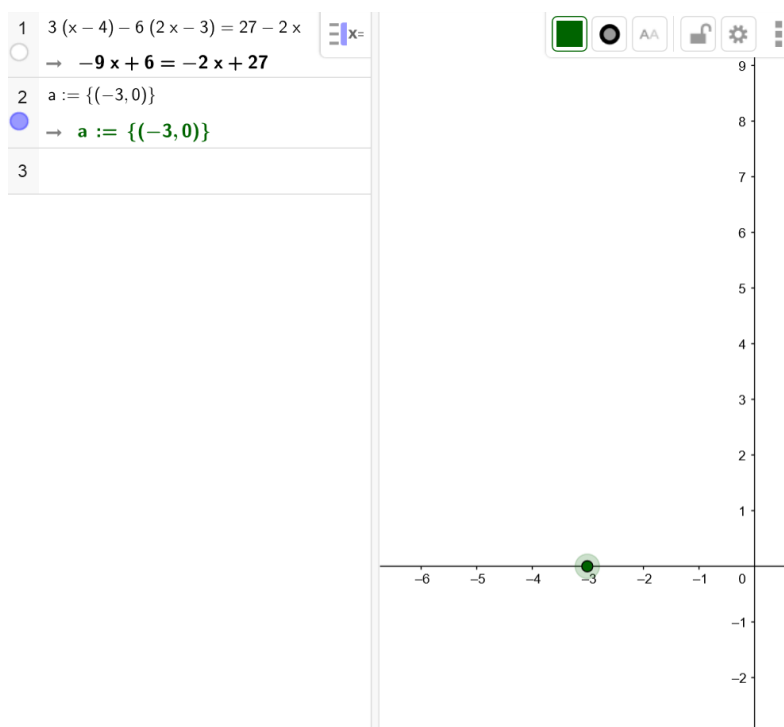 1 3 (x – 4) – 6 (2 x – 3) = 27 – 2 x
x=
→ −9 x + 6 = −2 x + 27
2 a := {(−3, 0)}
→ a := {(−3, 0)}
3
AA
9
8
7
6
5
4
3
2
1
–6 –5 –4 –3 –2 –1 0
–1
–2